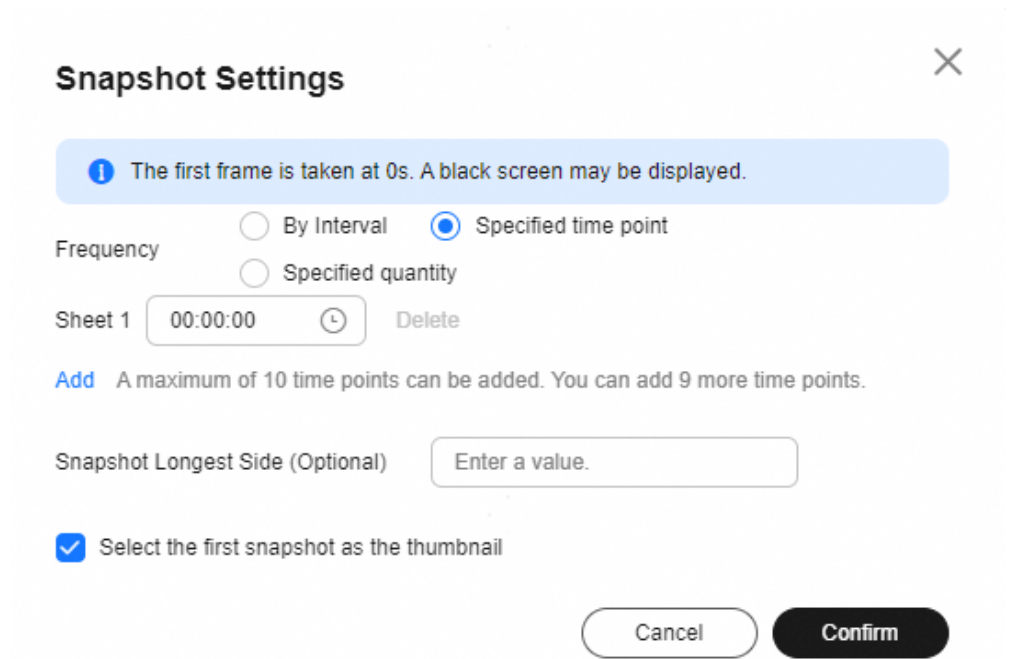 Snapshot Settings
The first frame is taken at 0s. A black screen may be displayed.
Frequency
By Interval
Specified time point
Specified quantity
Sheet 1
00:00:00
Delete
Add A maximum of 10 time points can be added. You can add 9 more time points.
Snapshot Longest Side (Optional)
Enter a value.
Select the first snapshot as the thumbnail
Cancel
Confirm